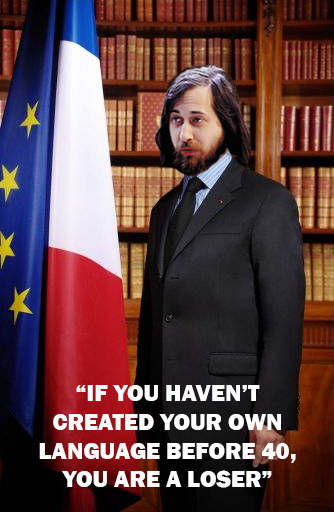 “IF YOU HAVEN’T
CREATED YOUR OWN
LANGUAGE BEFORE 40,
YOU ARE A LOSER”